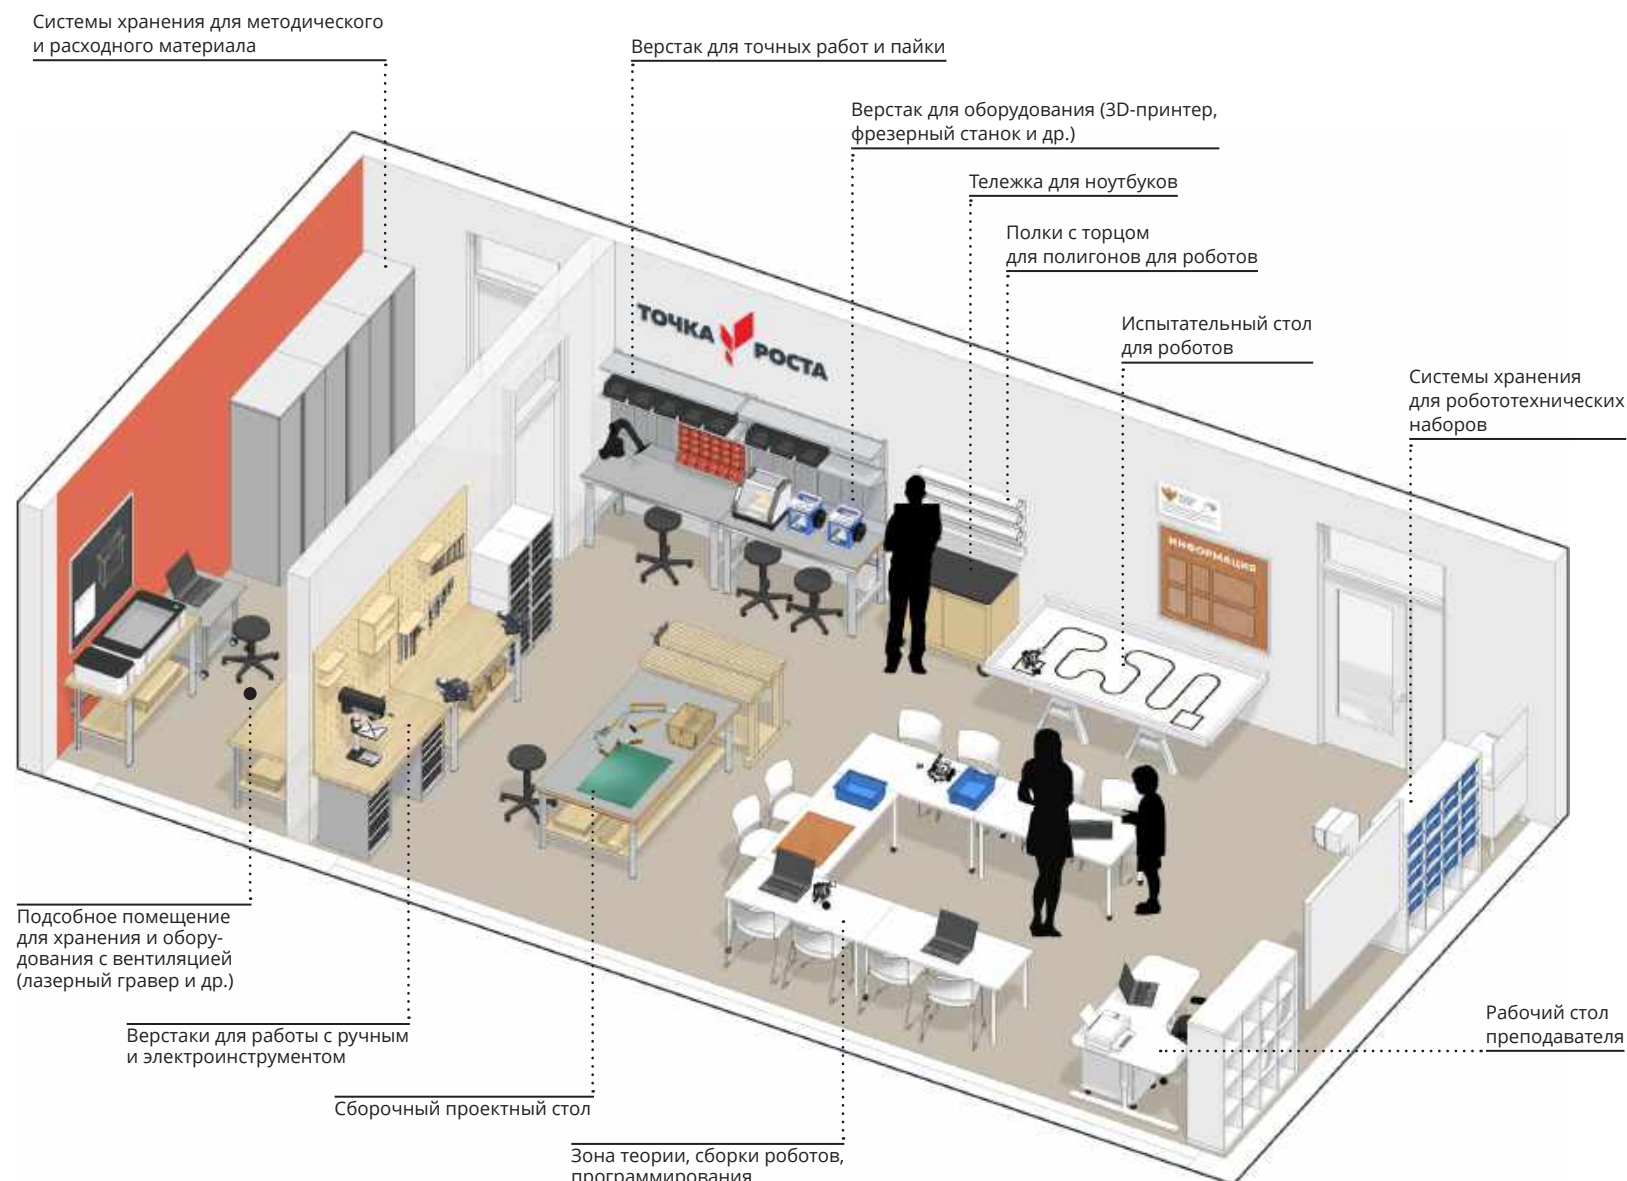 Системы хранения для методического
и расходного материала
Верстак для точных работ и пайки
Верстак для оборудования (3D-принтер,
фрезерный станок и др.)
Тележка для ноутбуков
Полки с торцом
для полигонов для роботов
Испытательный стол
для роботов
Системы хранения
для робототехнических
наборов
ТОЧКА
РОСТА
ИНФОРМАЦИЯ
Подсобное помещение
для хранения и обору-
дования с вентиляцией
(лазерный гравер и др.)
Верстаки для работы с ручным
и электроинструментом
Сборочный проектный стол
Зона теории, сборки роботов,
программирования
Рабочий стол
преподавателя